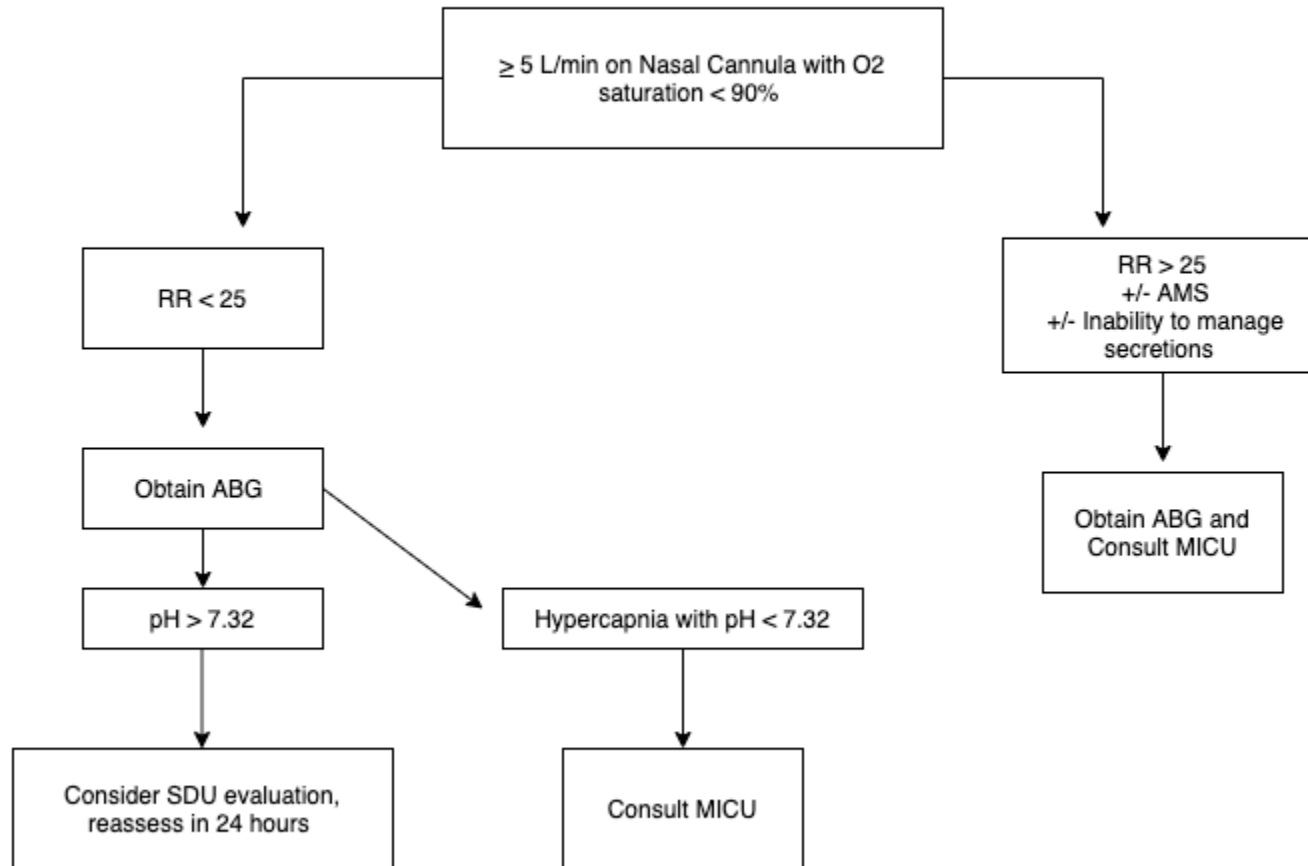 ≥ 5 L/min on Nasal Cannula with O2
saturation < 90%
RR < 25
RR > 25
+/- AMS
+/- Inability to manage
secretions
Obtain ABG
Obtain ABG and
Consult MICU
pH > 7.32
Hypercapnia with pH < 7.32
Consider SDU evaluation,
reassess in 24 hours
Consult MICU